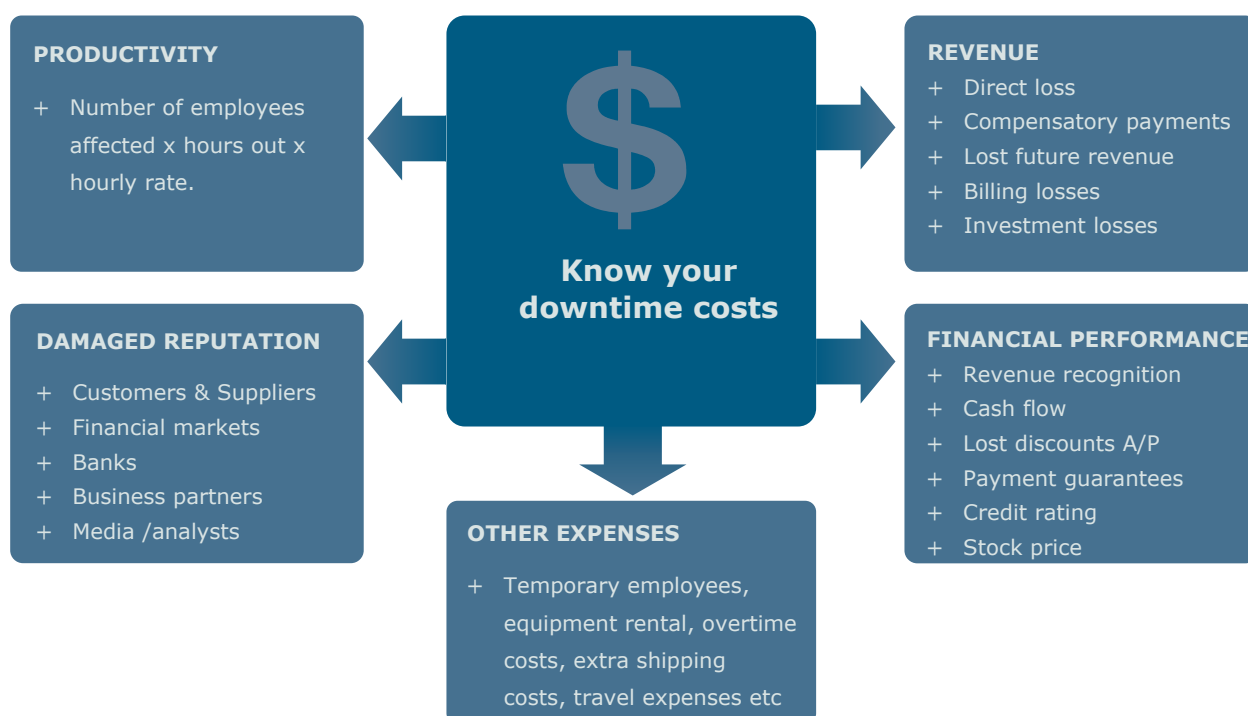 PRODUCTIVITY
+ Number of employees
affected x hours out x
hourly rate.
$
Know your
downtime costs
REVENUE
+ Direct loss
+ Compensatory payments
+ Lost future revenue
+ Billing losses
+ Investment losses
DAMAGED REPUTATION
+ Customers & Suppliers
+ Financial markets
+ Banks
+ Business partners
+ Media /analysts
FINANCIAL PERFORMANCE
+ Revenue recognition
+ Cash flow
+ Lost discounts A/P
+ Payment guarantees
+ Credit rating
+ Stock price
OTHER EXPENSES
+ Temporary employees,
equipment rental, overtime
costs, extra shipping
costs, travel expenses etc